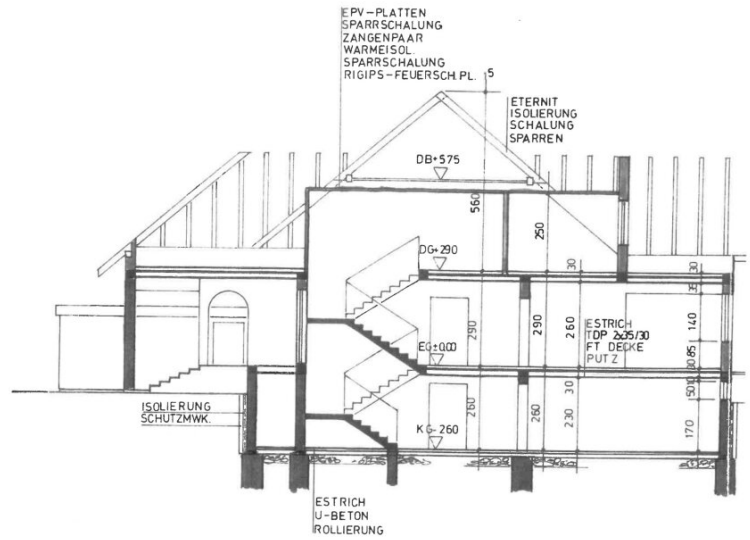 EPV-PLATTEN
SPARRSCHALUNG
ZANGENPAAR
WARMEISOL.
SPARRSCHALUNG
RIGIPS-FEUERSCH.PL.
5
ETERNIT
ISOLIERUNG
SCHALUNG
SPARREN
DB+575
560
250
DG+290
30
30
35
290
290
260
140
ESTRICH
TDP 2x35/30
FT DECKE
PUTZ
EG±0.00
85
30
30
10
50
260
260
230
170
KG-260
ISOLIERUNG
SCHUTZMWK.
ESTRICH
U-BETON
ROLLIERUNG